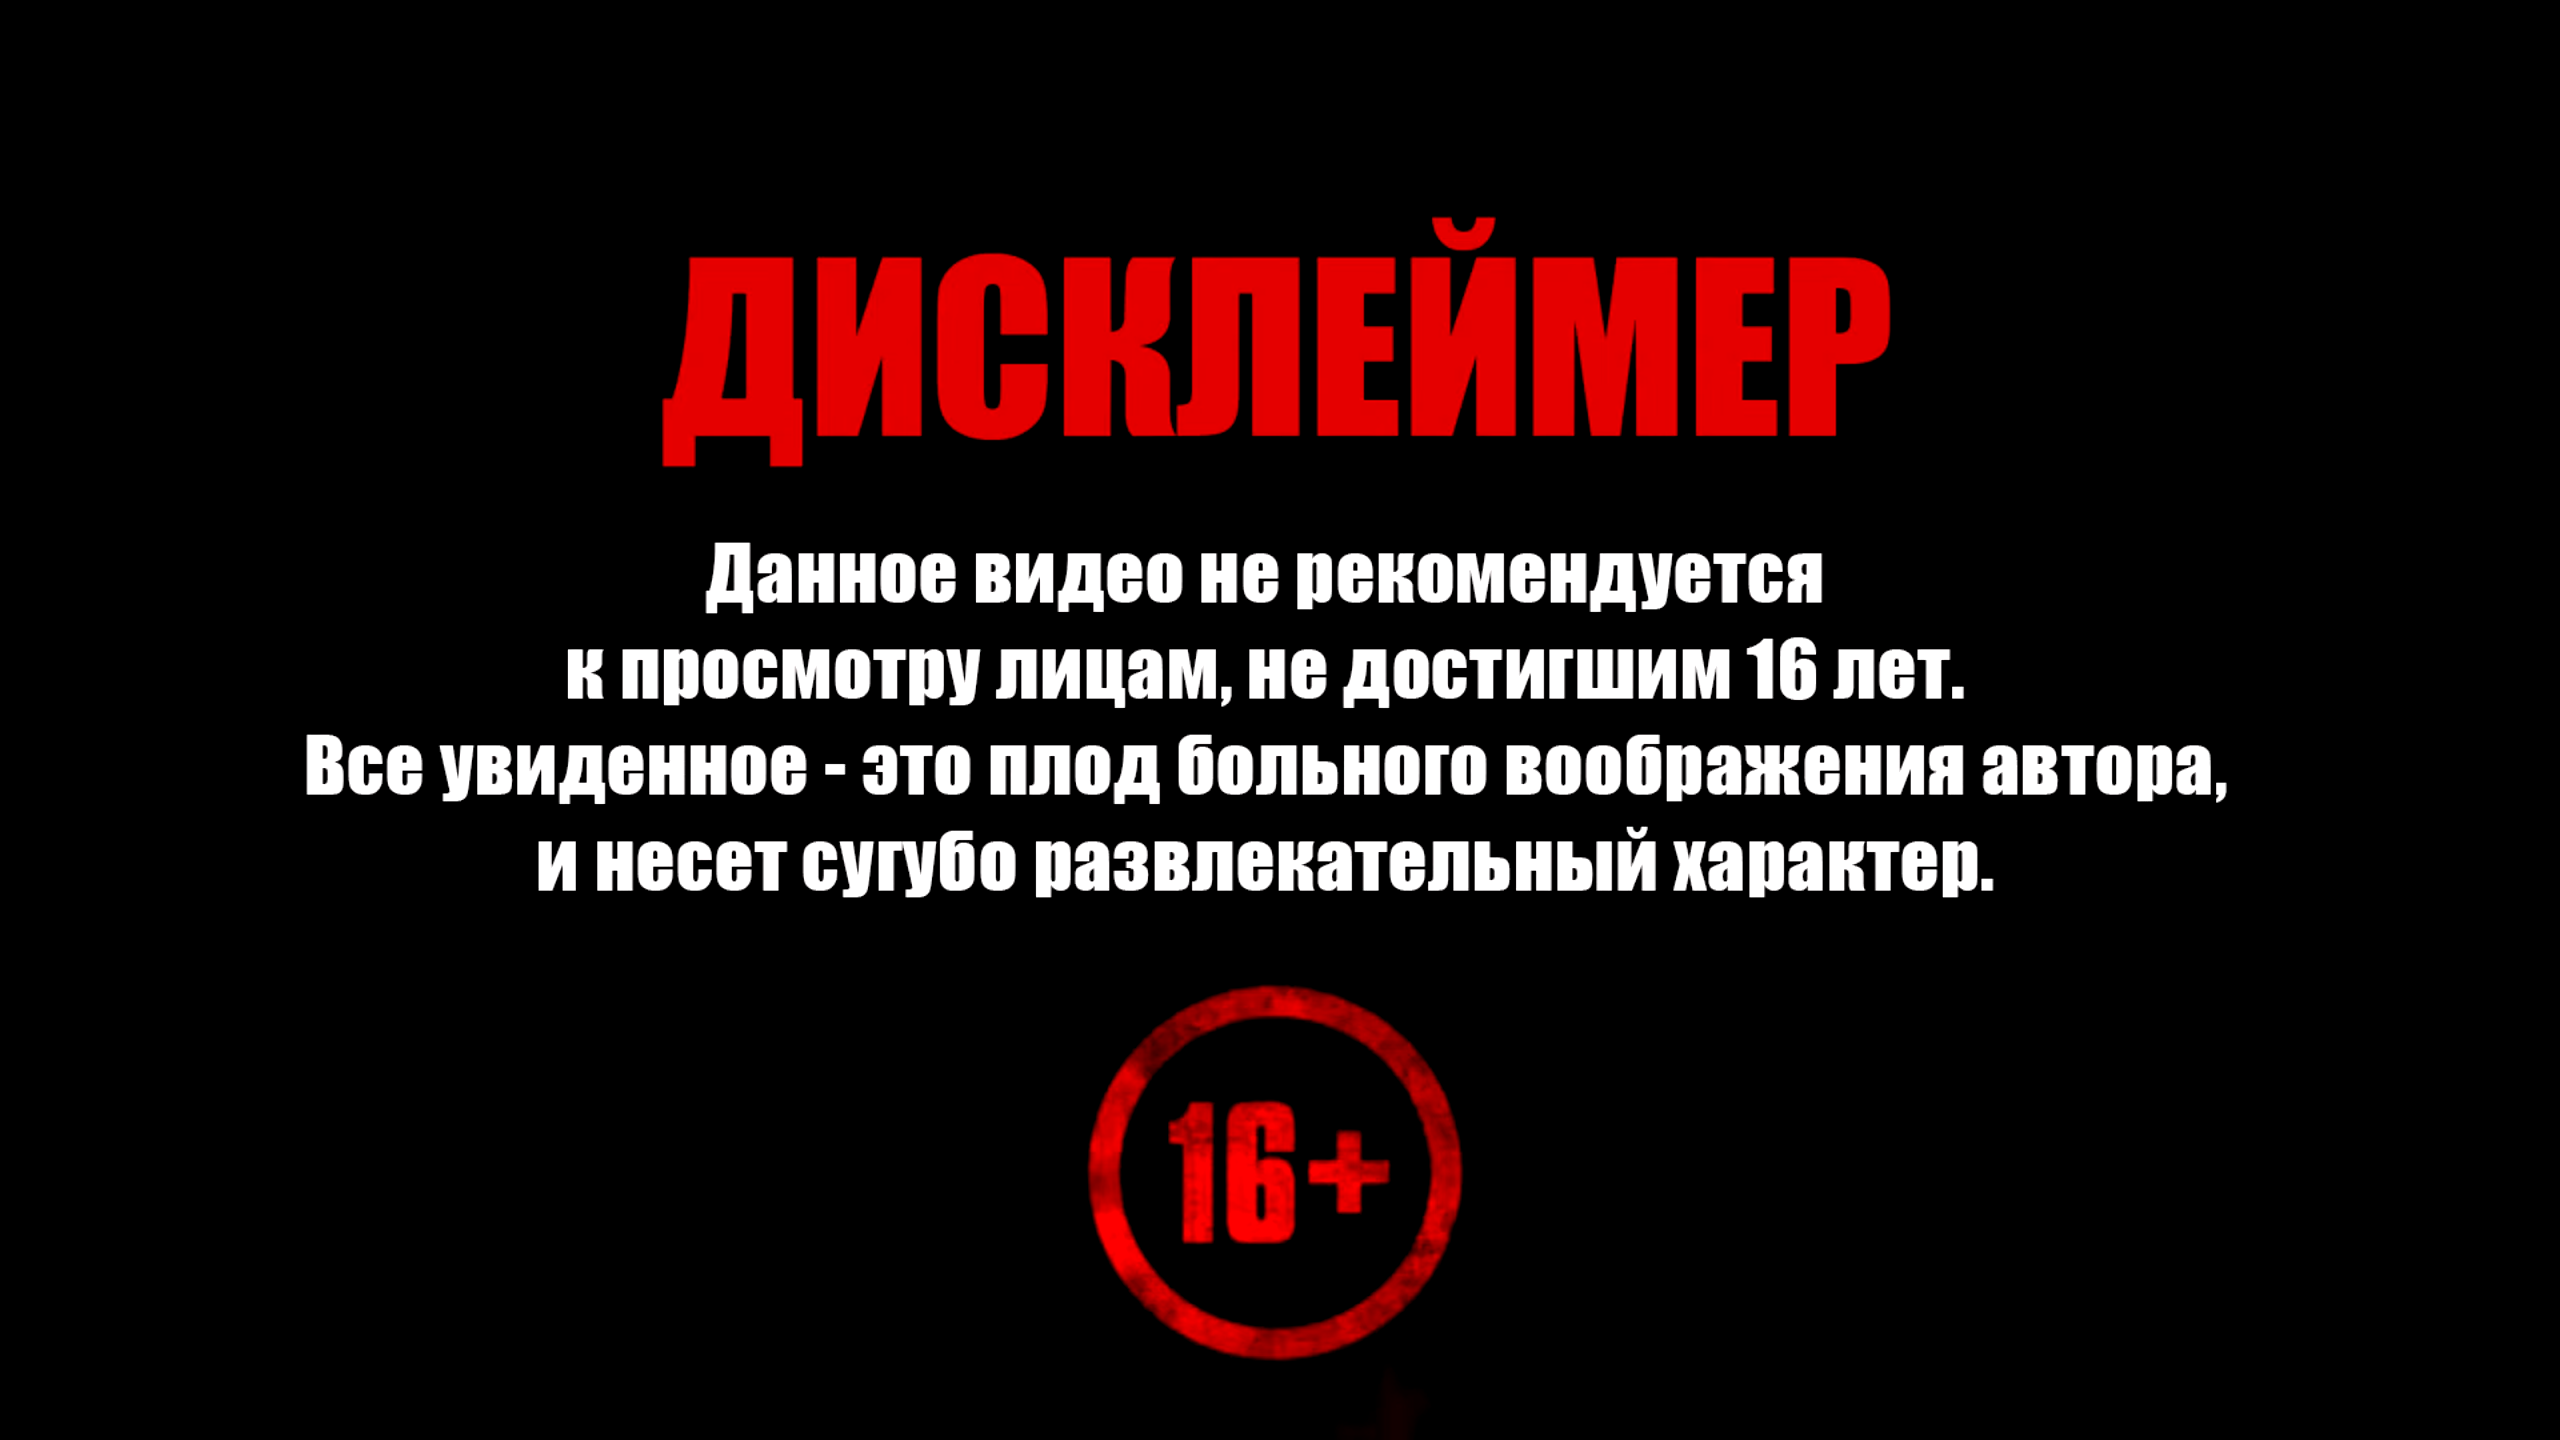 ДИСКЛЕЙМЕР
Данное видео не рекомендуется
к просмотру лицам, не достигшим 16 лет.
Все увиденное - это плод больного воображения автора,
и несет сугубо развлекательный характер.
16+